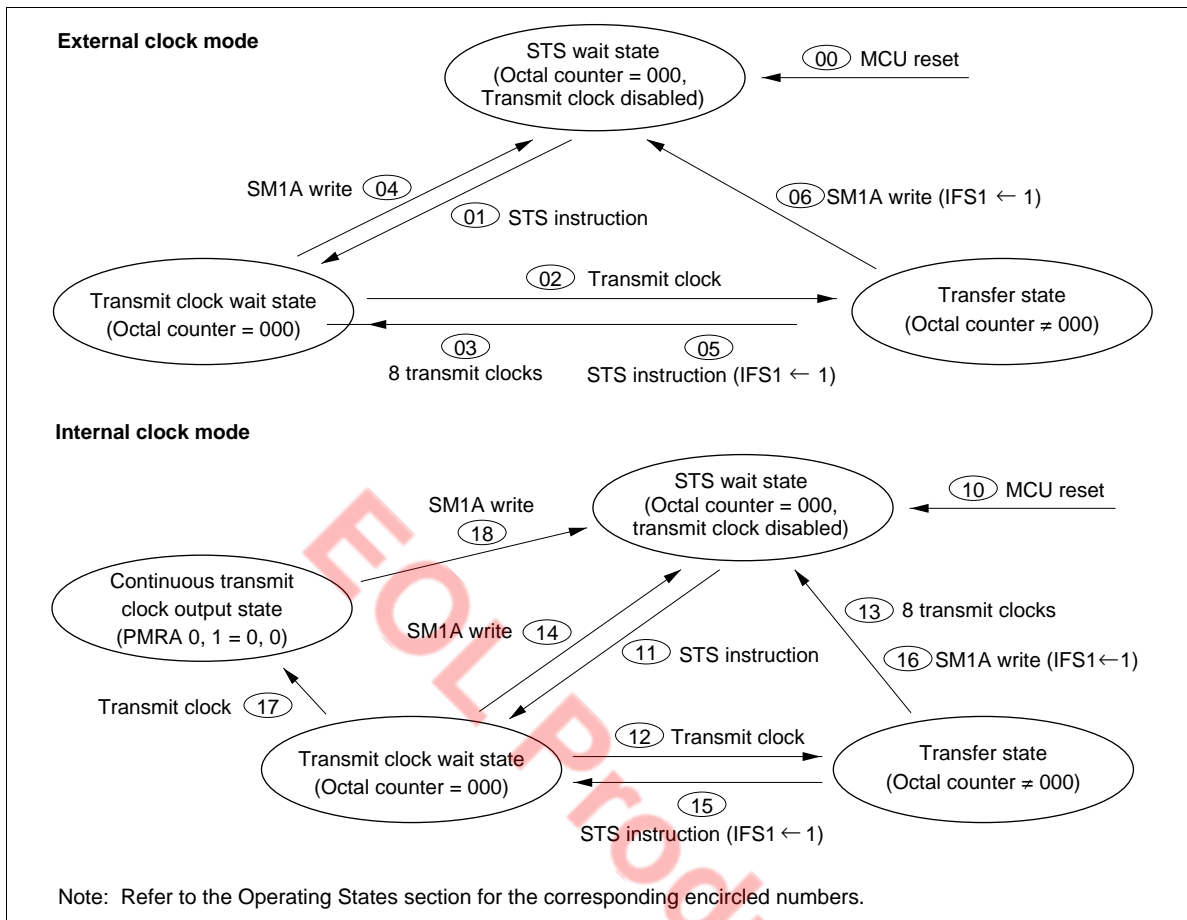 External clock mode
STS wait state
(Octal counter = 000,
Transmit clock disabled)
00 MCU reset
SM1A write 04
01 STS instruction
06 SM1A write (IFS1 ← 1)
02 Transmit clock
Transmit clock wait state
(Octal counter = 000)
Transfer state
(Octal counter ≠ 000)
03
8 transmit clocks
05
STS instruction (IFS1 ← 1)
Internal clock mode
STS wait state
(Octal counter = 000,
transmit clock disabled)
10 MCU reset
SM1A write
18
Continuous transmit
clock output state
(PMRA 0, 1 = 0, 0)
SM1A write 14
11 STS instruction
13 8 transmit clocks
16 SM1A write (IFS1←1)
Transmit clock 17
12 Transmit clock
Transmit clock wait state
(Octal counter = 000)
Transfer state
(Octal counter ≠ 000)
15
STS instruction (IFS1 ← 1)
Note: Refer to the Operating States section for the corresponding encircled numbers.
EOL Produ